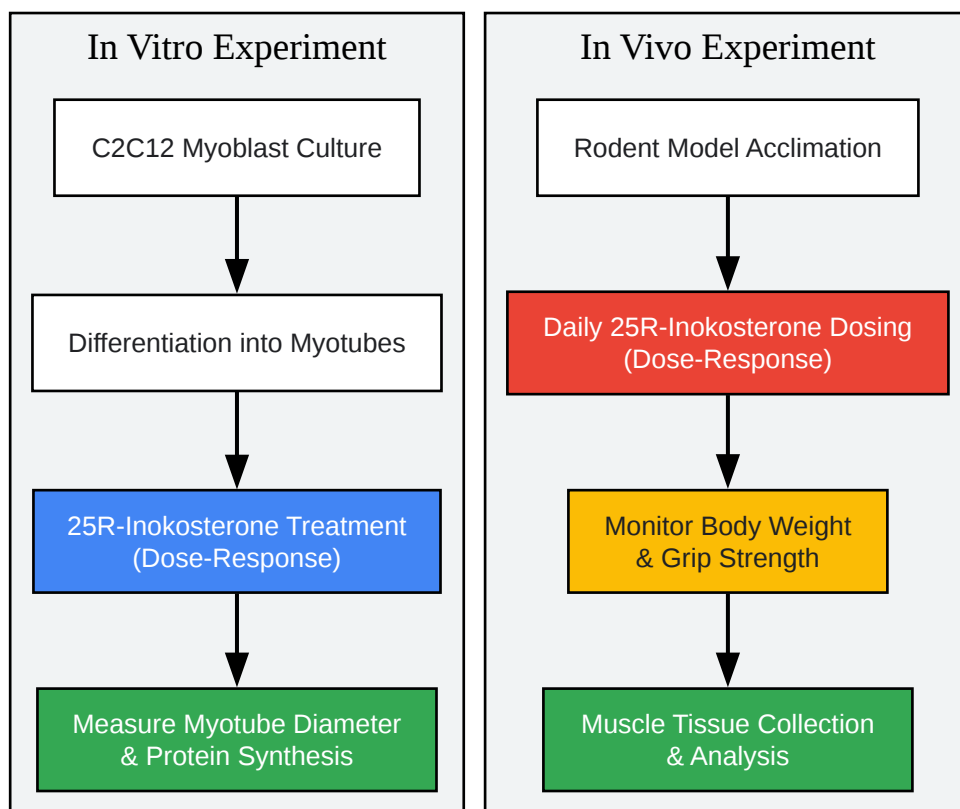 In Vitro Experiment
C2C12 Myoblast Culture
Differentiation into Myotubes
25R-Inokosterone Treatment
(Dose-Response)
Measure Myotube Diameter
& Protein Synthesis
In Vivo Experiment
Rodent Model Acclimation
Daily 25R-Inokosterone Dosing
(Dose-Response)
Monitor Body Weight
& Grip Strength
Muscle Tissue Collection
& Analysis